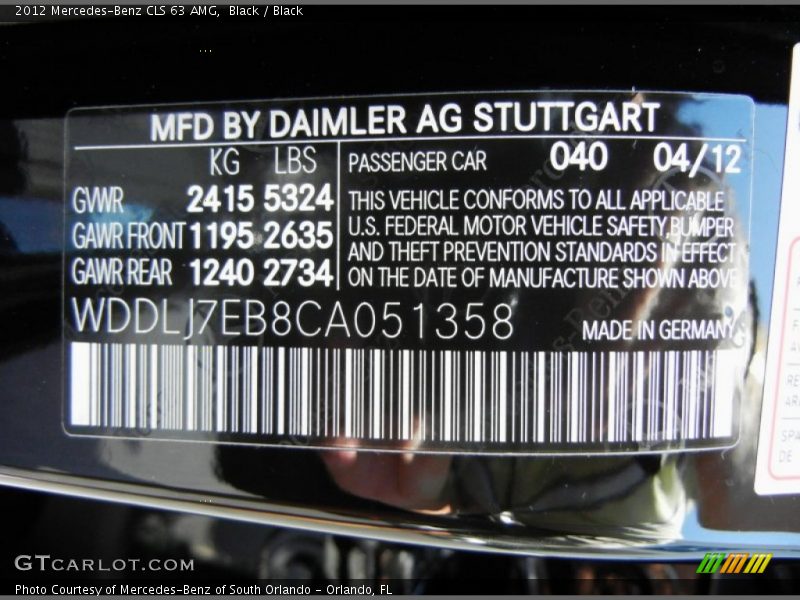 2012 Mercedes-Benz CLS 63 AMG, Black / Black
MFD BY DAIMLER AG STUTTGART
KG LBS
GVWR 2415 5324
GAWR FRONT 1195 2635
GAWR REAR 1240 2734
PASSENGER CAR 040 04/12
THIS VEHICLE CONFORMS TO ALL APPLICABLE
U.S. FEDERAL MOTOR VEHICLE SAFETY, BUMPER
AND THEFT PREVENTION STANDARDS IN EFFECT
ON THE DATE OF MANUFACTURE SHOWN ABOVE
WDDLJ7EB8CA051358
MADE IN GERMANY
GTCARLOT.COM
Photo Courtesy of Mercedes-Benz of South Orlando - Orlando, FL